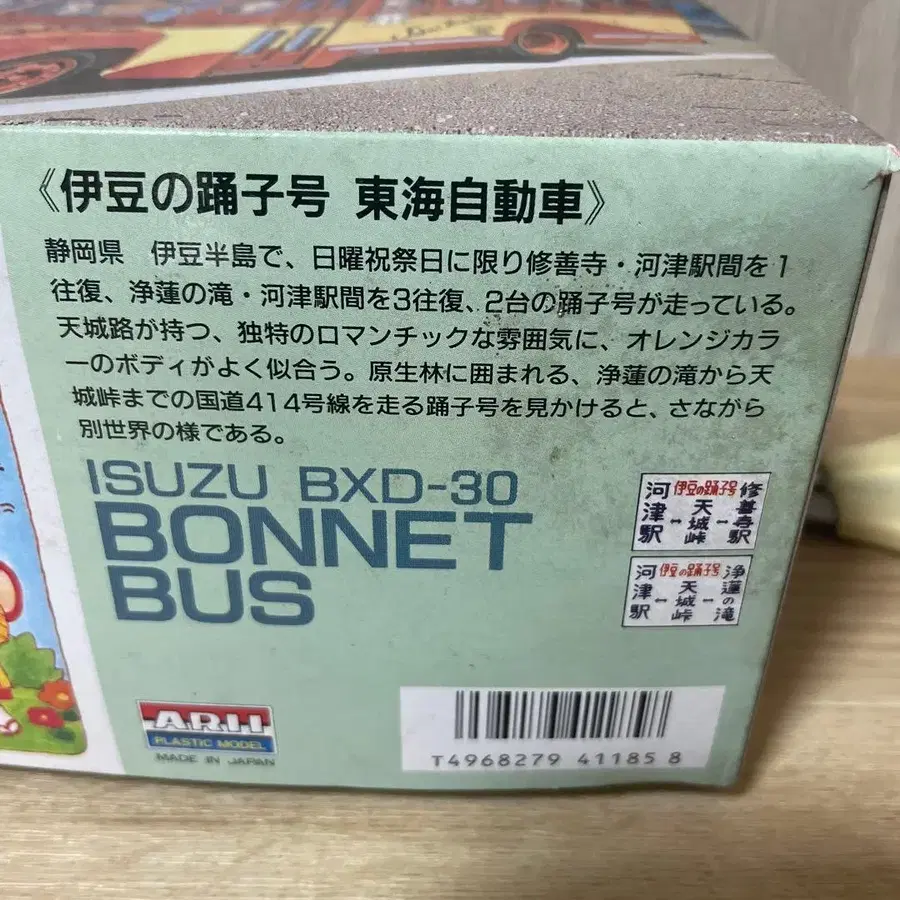 《伊豆の踊子号 東海自動車》
静岡県　伊豆半島で、日曜祝祭日に限り修善寺・河津駅間を1
往復、浄蓮の滝・河津駅間を3往復、2台の踊子号が走っている。
天城路が持つ、独特のロマンチックな雰囲気に、オレンジカラ
ーのボディがよく似合う。原生林に囲まれる、浄蓮の滝から天
城峠までの国道414号線を走る踊子号を見かけると、さながら
別世界の様である。
ISUZU BXD-30
BONNET
BUS
伊豆の踊子号
河津駅↔天城峠↔修善寺駅
伊豆の踊子号
河津駅↔天城峠↔浄蓮の滝
ARII
PLASTIC MODEL
MADE IN JAPAN
T4968279 41185 8